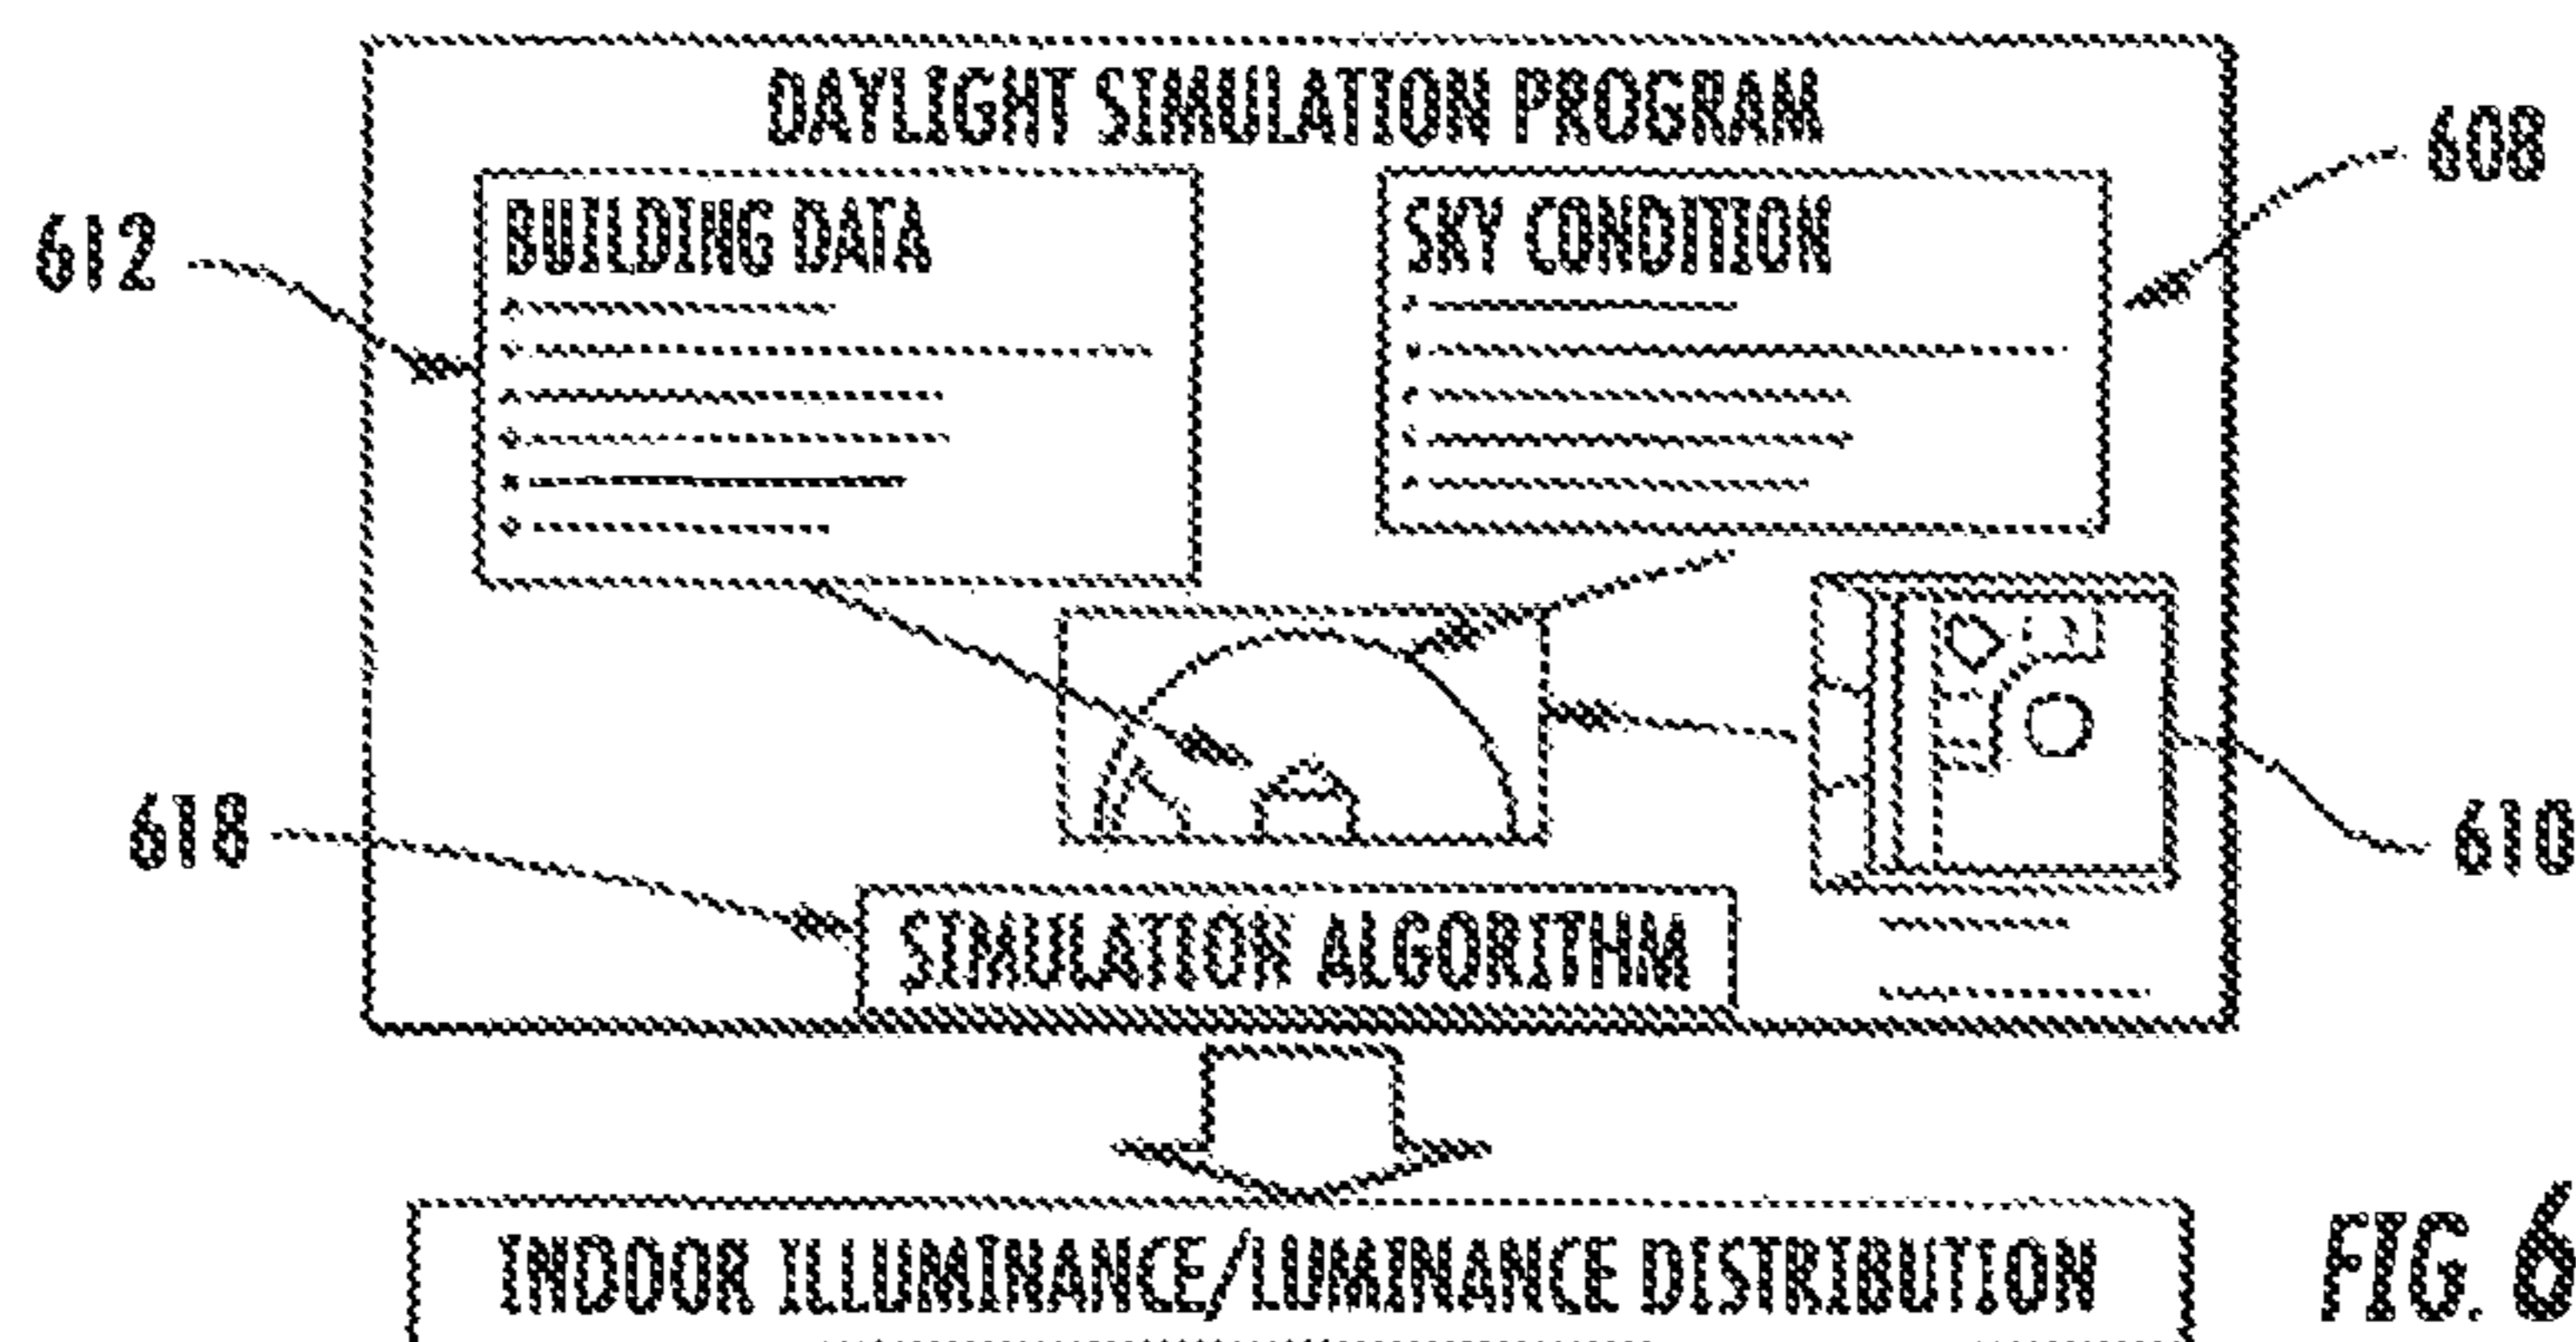 DAYLIGHT SIMULATION PROGRAM
608
612
BUILDING DATA
SKY CONDITION
618
610
SIMULATION ALGORITHM
INDOOR ILLUMINANCE/LUMINANCE DISTRIBUTION
FIG. 6